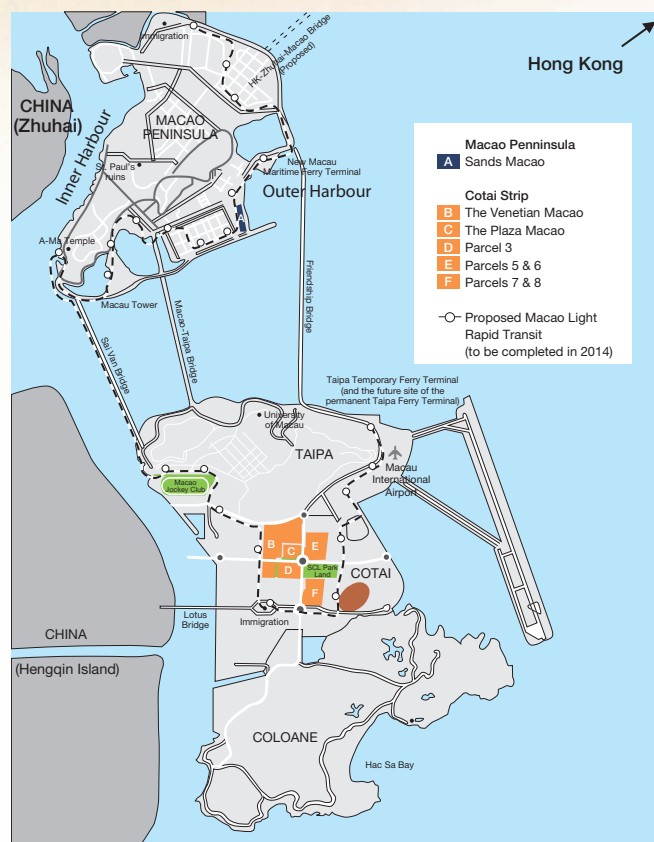 Immigration
HK-Zhuhai-Macao Bridge
(Proposed)
Hong Kong
CHINA
(Zhuhai)
Inner Harbour
MACAO
PENINSULA
St. Paul's
ruins
New Macau
Maritime Ferry Terminal
Outer Harbour
A
A-Ma Temple
Macau Tower
Sai Van Bridge
Macao-Taipa Bridge
Friendship Bridge
Macao Penninsula
A Sands Macao
Cotai Strip
B The Venetian Macao
C The Plaza Macao
D Parcel 3
E Parcels 5 & 6
F Parcels 7 & 8
Proposed Macao Light
Rapid Transit
(to be completed in 2014)
Taipa Temporary Ferry Terminal
(and the future site of the
permanent Taipa Ferry Terminal)
University
of Macau
TAIPA
Macau
International
Airport
Macao
Jockey Club
B
C
E
D
SCL Park
Land
COTAI
F
Lotus
Bridge
Immigration
CHINA
(Hengqin Island)
COLOANE
Hac Sa Bay